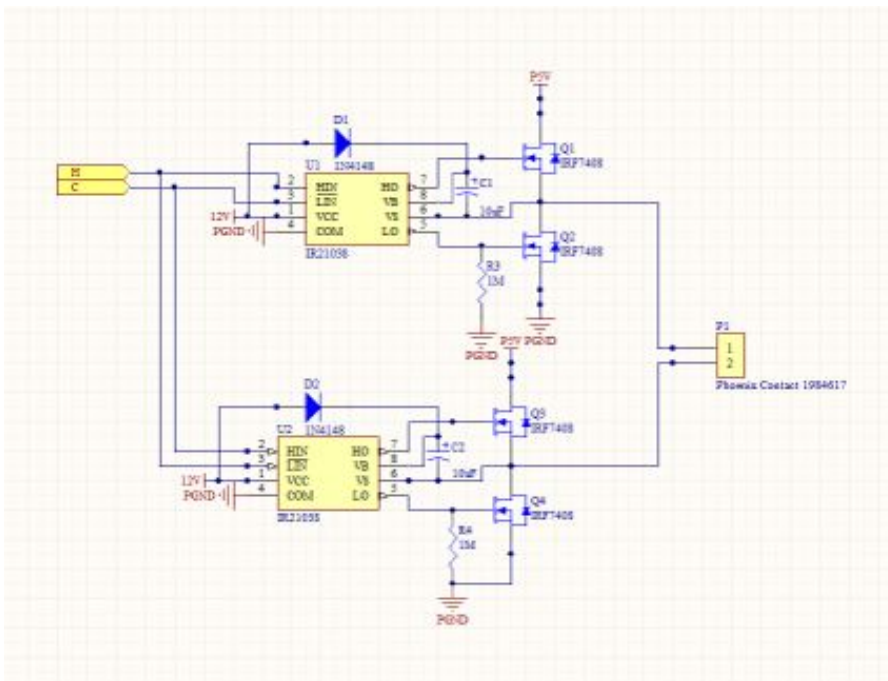 P5V
D1
1N4148
U1
Q1
IRF7408
H
C
2
HIN
HO
7
3
LIN
VB
8
C1
12V
1
VCC
VS
6
10uF
PGND
4
COM
LO
5
IR2103S
Q2
IRF7408
R3
1M
PGND
PGND
P5V
P1
1
2
Phoenix Contact 1984617
D2
1N4148
U2
Q3
IRF7408
2
HIN
HO
7
3
LIN
VB
8
C2
12V
1
VCC
VS
6
10uF
PGND
4
COM
LO
5
IR2103S
Q4
IRF7408
R4
1M
PGND